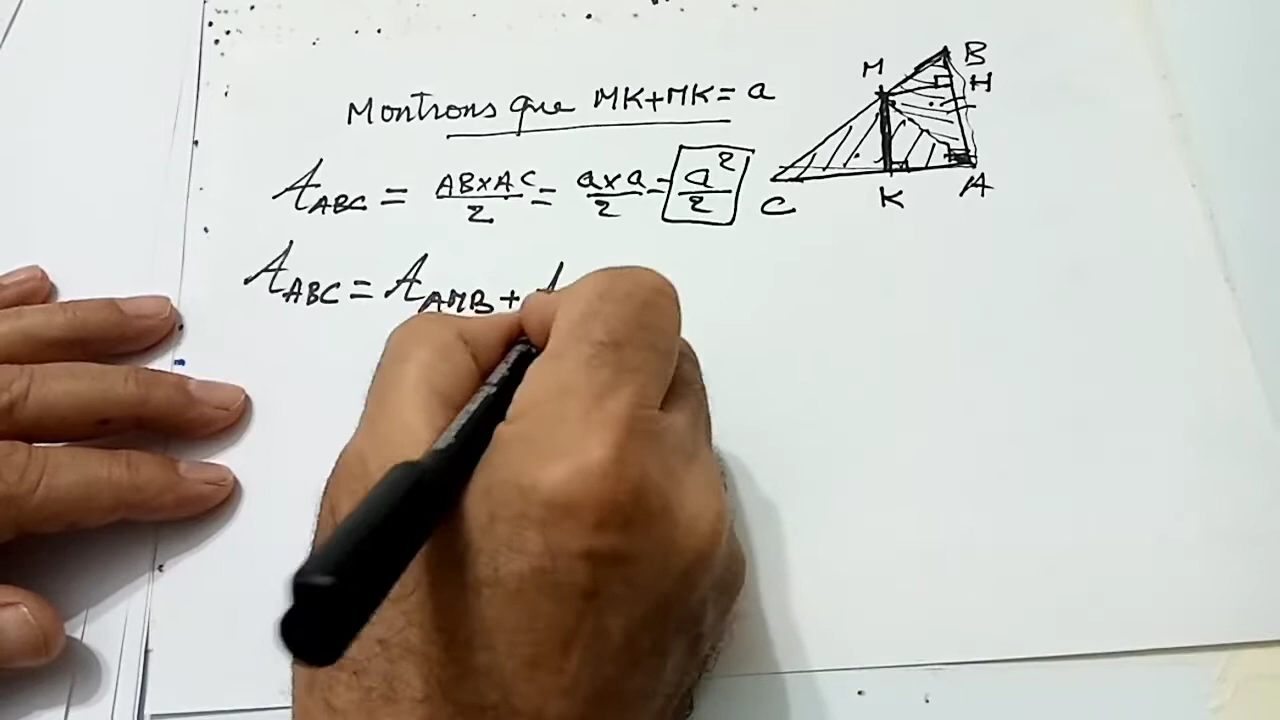 Montrons que MK+MK= a
A_ABC = AB×AC/2 = a×a/2 = a²/2
A_ABC = A_AMB + A
M
B
H
C
K
A